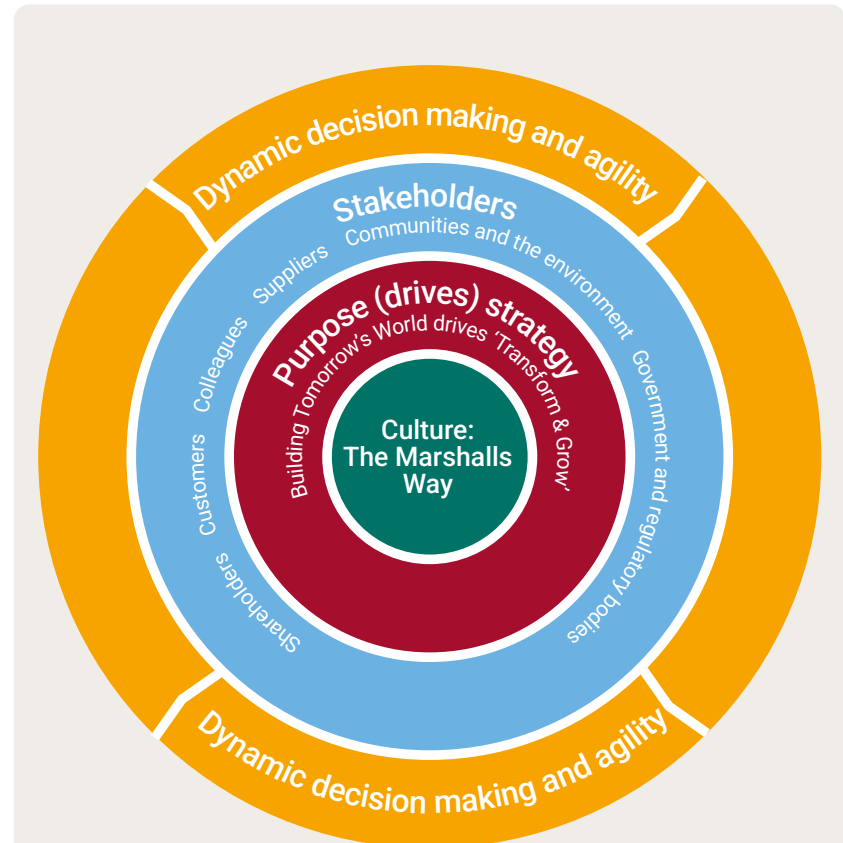 Dynamic decision making and agility
Stakeholders
Shareholders
Customers
Colleagues
Suppliers
Communities and the environment
Government and regulatory bodies
Purpose (drives) strategy
Building Tomorrow's World drives ‘Transform & Grow’
Culture:
The Marshalls
Way
Dynamic decision making and agility